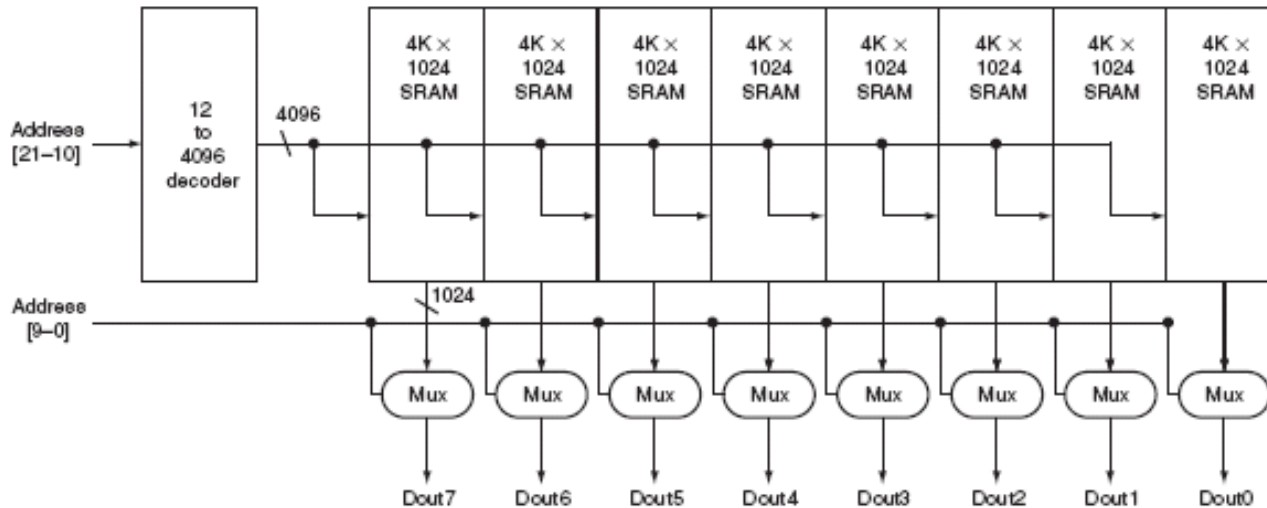 4K × 4K × 4K × 4K × 4K × 4K × 4K × 4K ×
1024 1024 1024 1024 1024 1024 1024 1024
SRAM SRAM SRAM SRAM SRAM SRAM SRAM SRAM
12
to
4096
decoder
Address
[21–10]
4096
1024
Address
[9–0]
Mux Mux Mux Mux Mux Mux Mux Mux
Dout7 Dout6 Dout5 Dout4 Dout3 Dout2 Dout1 Dout0